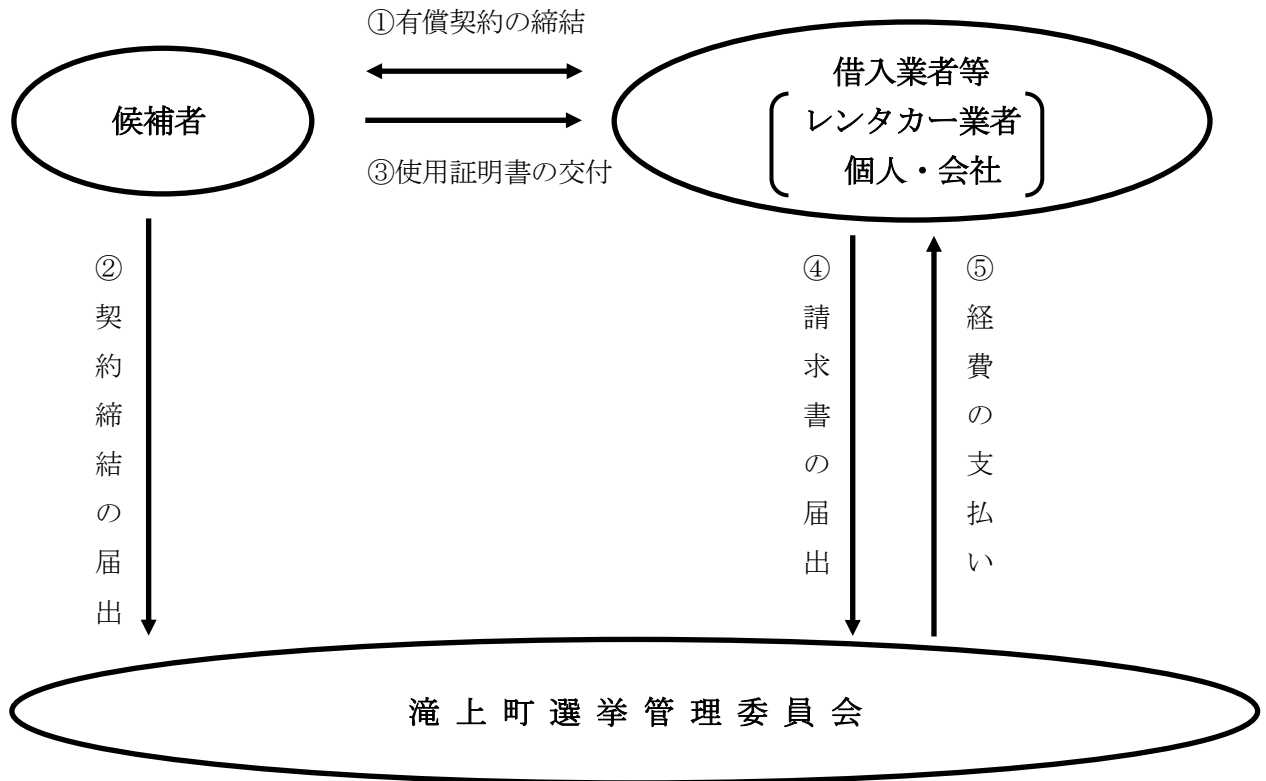 ①有償契約の締結
候補者
借入業者等
レンタカー業者
個人・会社
③使用証明書の交付
②契約締結の届出
④請求書の届出
⑤経費の支払い
滝上町選挙管理委員会